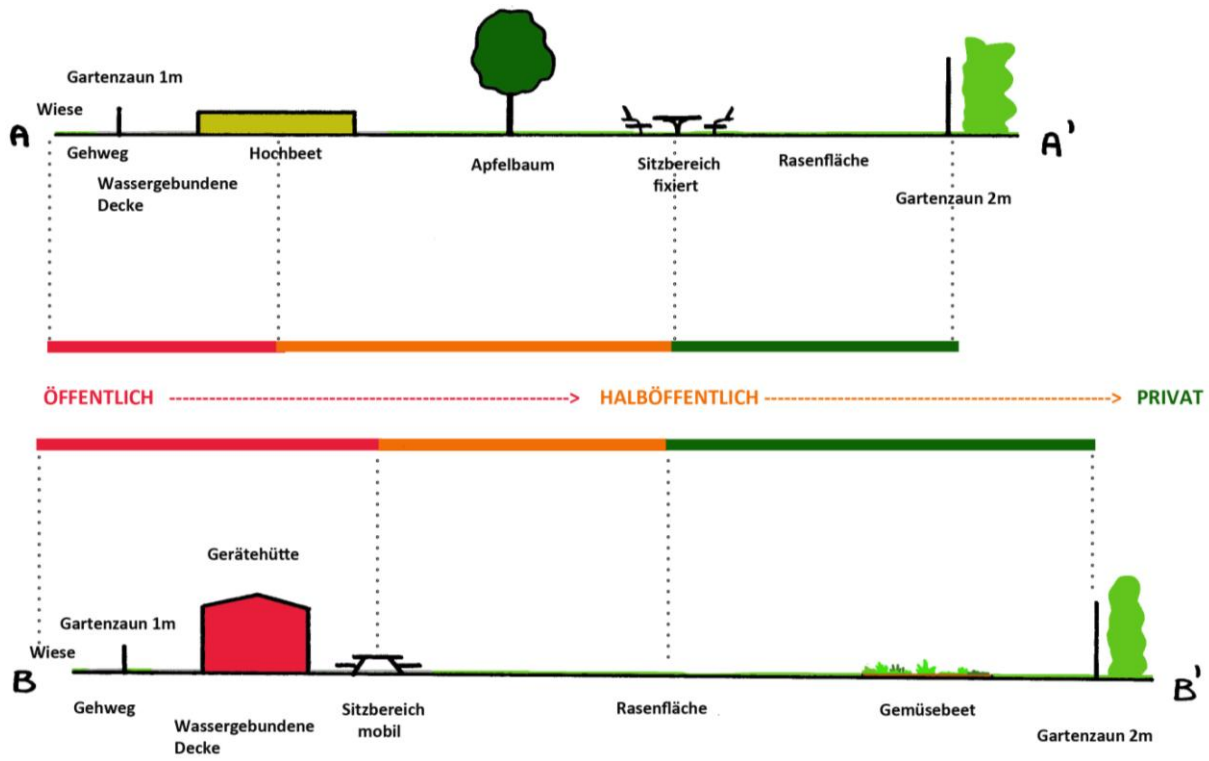 Gartenzaun 1m
Wiese
A
A'
Gehweg
Hochbeet
Apfelbaum
Sitzbereich
fixiert
Rasenfläche
Wassergebundene
Decke
Gartenzaun 2m
ÖFFENTLICH
HALBÖFFENTLICH
PRIVAT
Gerätehütte
Gartenzaun 1m
Wiese
B
B'
Gehweg
Wassergebundene
Decke
Sitzbereich
mobil
Rasenfläche
Gemüsebeet
Gartenzaun 2m